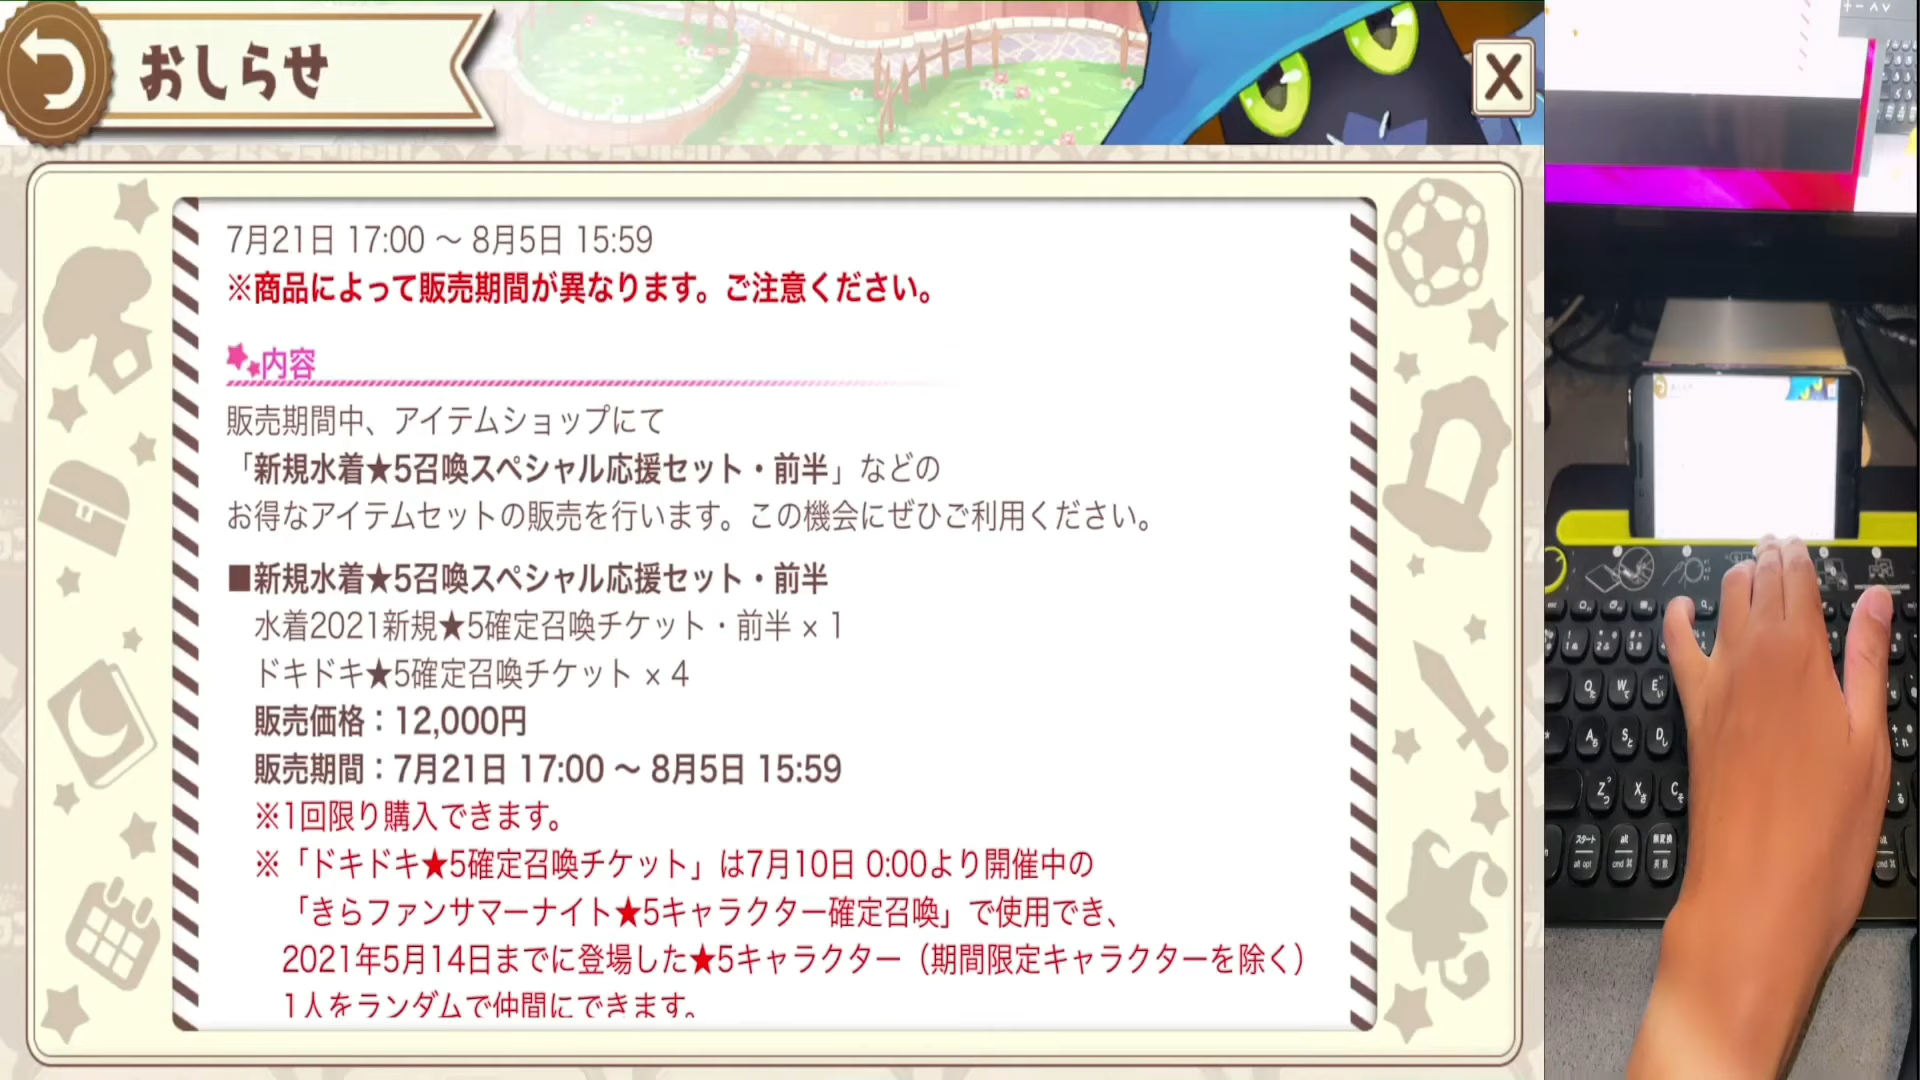 おしらせ
7月21日 17:00 ～ 8月5日 15:59
※商品によって販売期間が異なります。ご注意ください。
内容
販売期間中、アイテムショップにて
「新規水着★5召喚スペシャル応援セット・前半」などの
お得なアイテムセットの販売を行います。この機会にぜひご利用ください。
■新規水着★5召喚スペシャル応援セット・前半
水着2021新規★5確定召喚チケット・前半 × 1
ドキドキ★5確定召喚チケット × 4
販売価格：12,000円
販売期間：7月21日 17:00 ～ 8月5日 15:59
※1回限り購入できます。
※「ドキドキ★5確定召喚チケット」は7月10日 0:00より開催中の
「きらファンサマーナイト★5キャラクター確定召喚」で使用でき、
2021年5月14日までに登場した★5キャラクター（期間限定キャラクターを除く）
1人をランダムで仲間にできます。
Q W E
A S D
Z X C
スタート alt 無変換
alt opt cmd ⌘ 英数